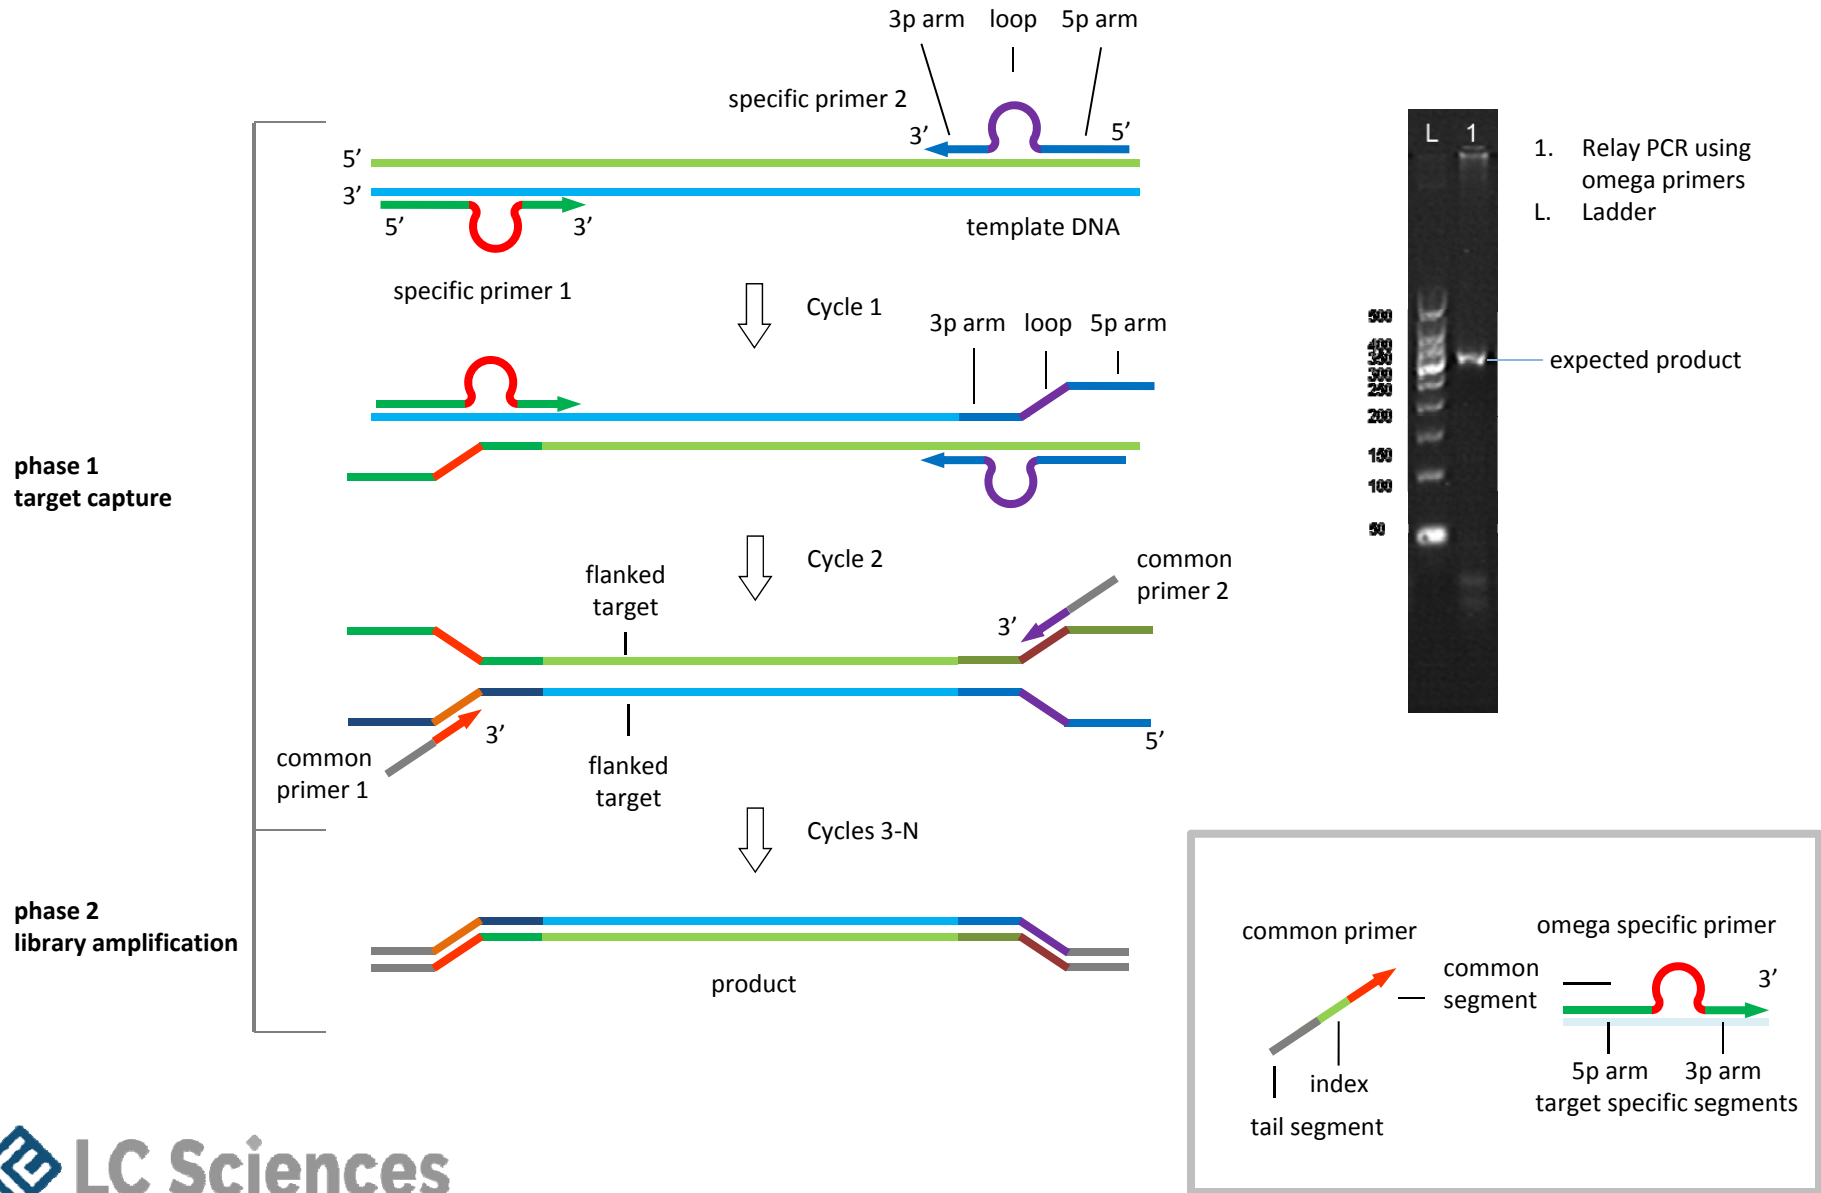 3p arm loop 5p arm
specific primer 2
3’ 5’
5’
3’
5’ 3’
template DNA
specific primer 1
Cycle 1
3p arm loop 5p arm
phase 1
target capture
Cycle 2
flanked
target
common
primer 2
3’
3’
5’
common
primer 1
flanked
target
Cycles 3-N
phase 2
library amplification
product
L 1
1. Relay PCR using
omega primers
L. Ladder
500
400
350
300
250
200
150
100
50
expected product
common primer
omega specific primer
common
segment
3’
index
tail segment
5p arm 3p arm
target specific segments
LC Sciences